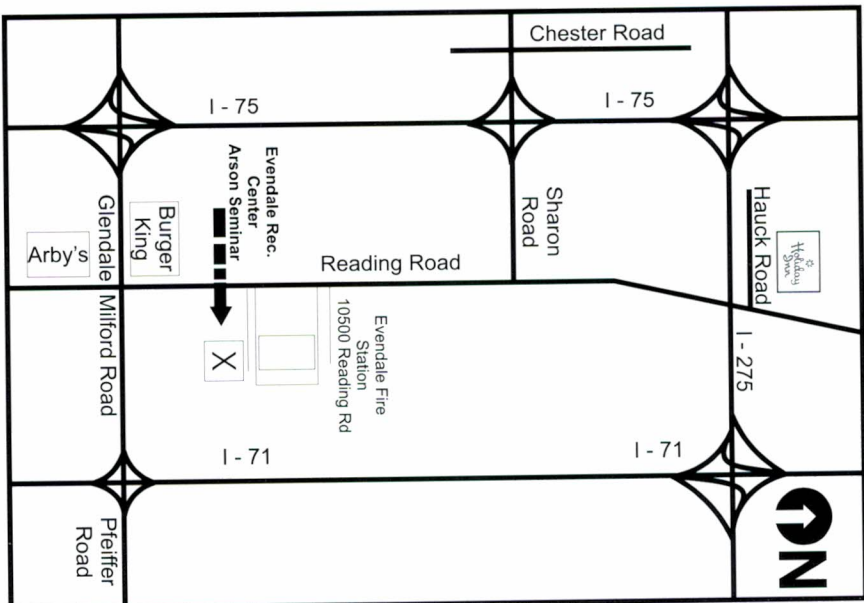 Chester Road
I - 75
I - 75
Evendale Rec.
Center
Arson Seminar
Glendale Milford Road
Burger
King
Arby's
Sharon
Road
Hauck Road
Holiday
Inn
Reading Road
Evendale Fire
Station
10500 Reading Rd
X
I - 275
I - 71
I - 71
Pfeiffer
Road
N